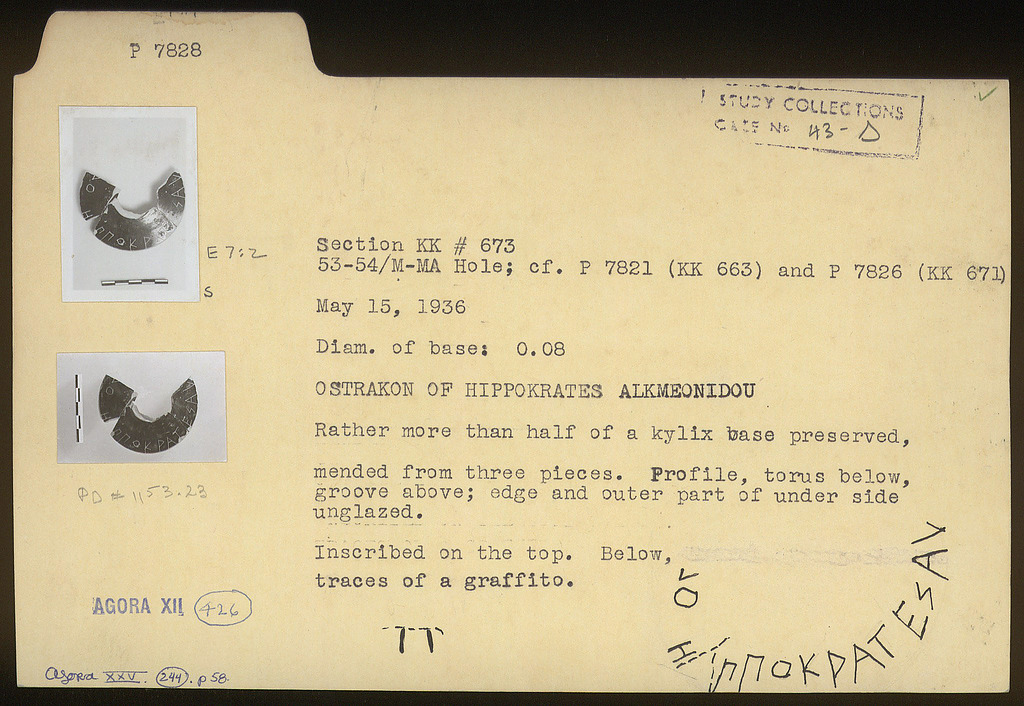 P 7828
STUDY COLLECTIONS
CASE No 43-D
E 7:2
S
Section KK # 673
53-54/M-MA Hole; cf. P 7821 (KK 663) and P 7826 (KK 671)
May 15, 1936
Diam. of base: 0.08
OSTRAKON OF HIPPOKRATES ALKMEONIDOU
Rather more than half of a kylix base preserved,
mended from three pieces. Profile, torus below,
groove above; edge and outer part of under side
unglazed.
PD # 1153.23
Inscribed on the top. Below,
traces of a graffito.
AGORA XII 426
Agora XXV. 244. p 58.